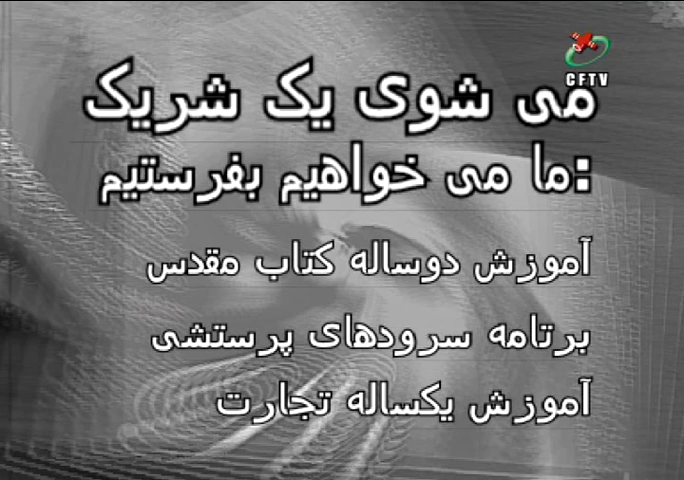 CFTV
می شوی یک شریک
ما می خواهیم بفرستیم:
آموزش دوساله کتاب مقدس
برتامه سرودهای پرستشی
آموزش یکساله تجارت